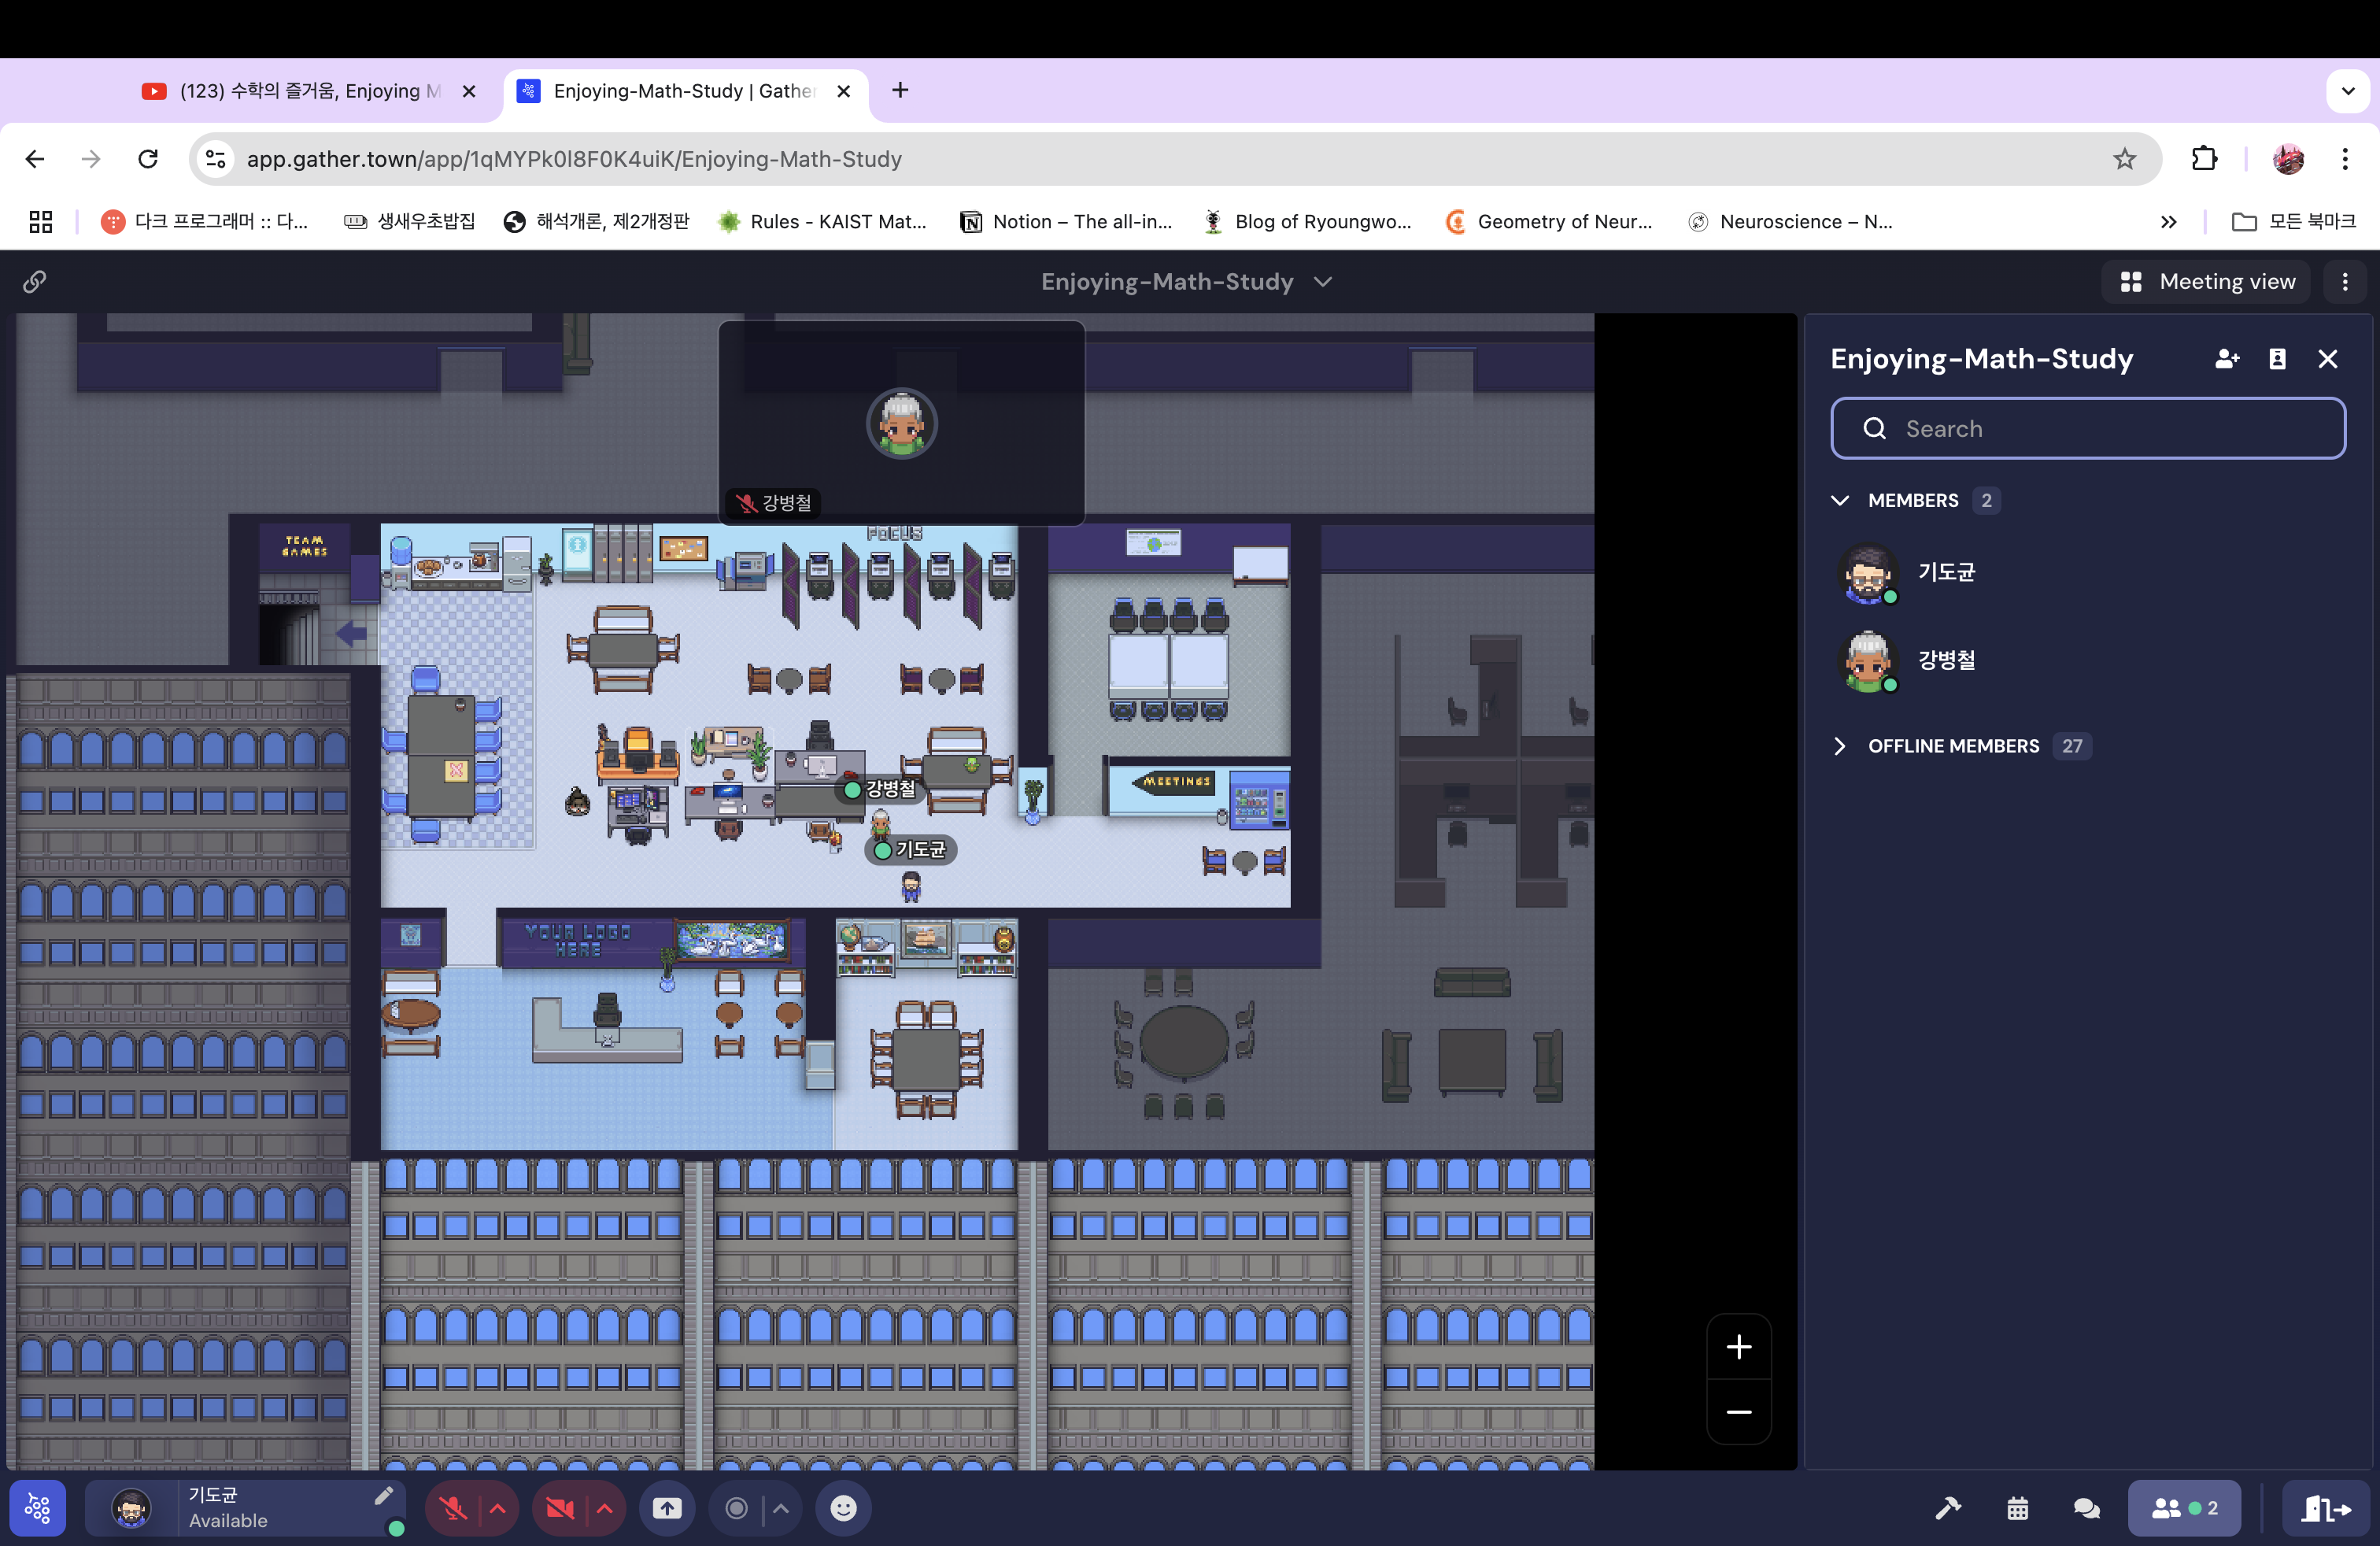 (123) 수학의 즐거움, Enjoying M
Enjoying-Math-Study | Gather
app.gather.town/app/1qMYPk0I8F0K4uiK/Enjoying-Math-Study
다크 프로그래머 :: 다...
생새우초밥집
해석개론, 제2개정판
Rules - KAIST Mat...
Notion – The all-in...
Blog of Ryoungwo...
Geometry of Neur...
Neuroscience – N...
모든 북마크
Enjoying-Math-Study
Meeting view
Enjoying-Math-Study
Search
강병철
MEMBERS 2
기도균
강병철
OFFLINE MEMBERS 27
TEAM
GAMES
FOCUS
MEETINGS
강병철
기도균
YOUR LOGO
HERE
기도균
Available
2